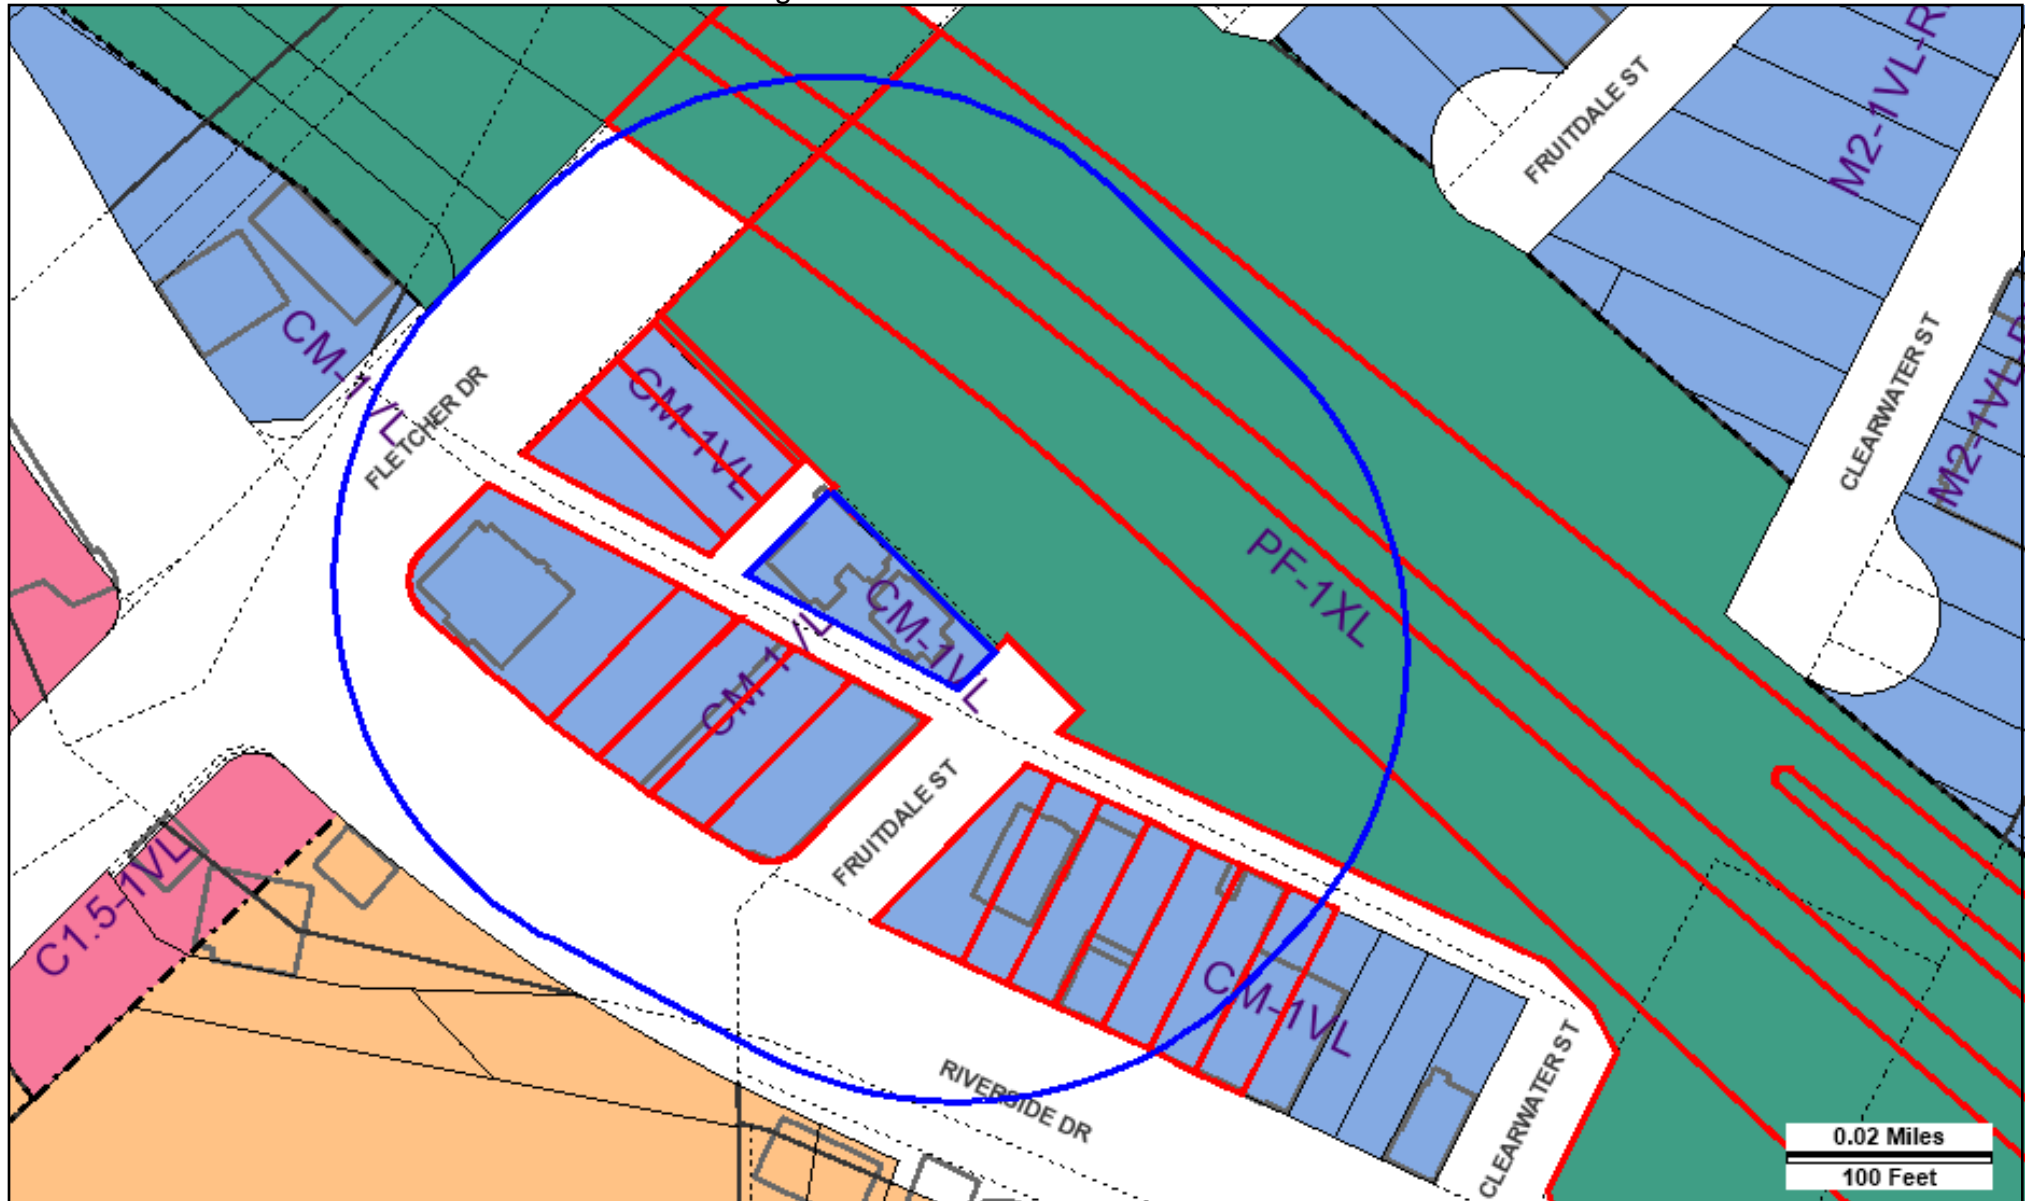 FRUITDALE ST
M2-1VL-R
CM-1VL
FLETCHER DR
CM-1VL
CLEARWATER ST
M2-1VL-R
PF-1XL
CM-1VL
CM-1VL
FRUITDALE ST
C1.5-1VL
CM-1VL
RIVERSIDE DR
CLEARWATER ST
0.02 Miles
100 Feet